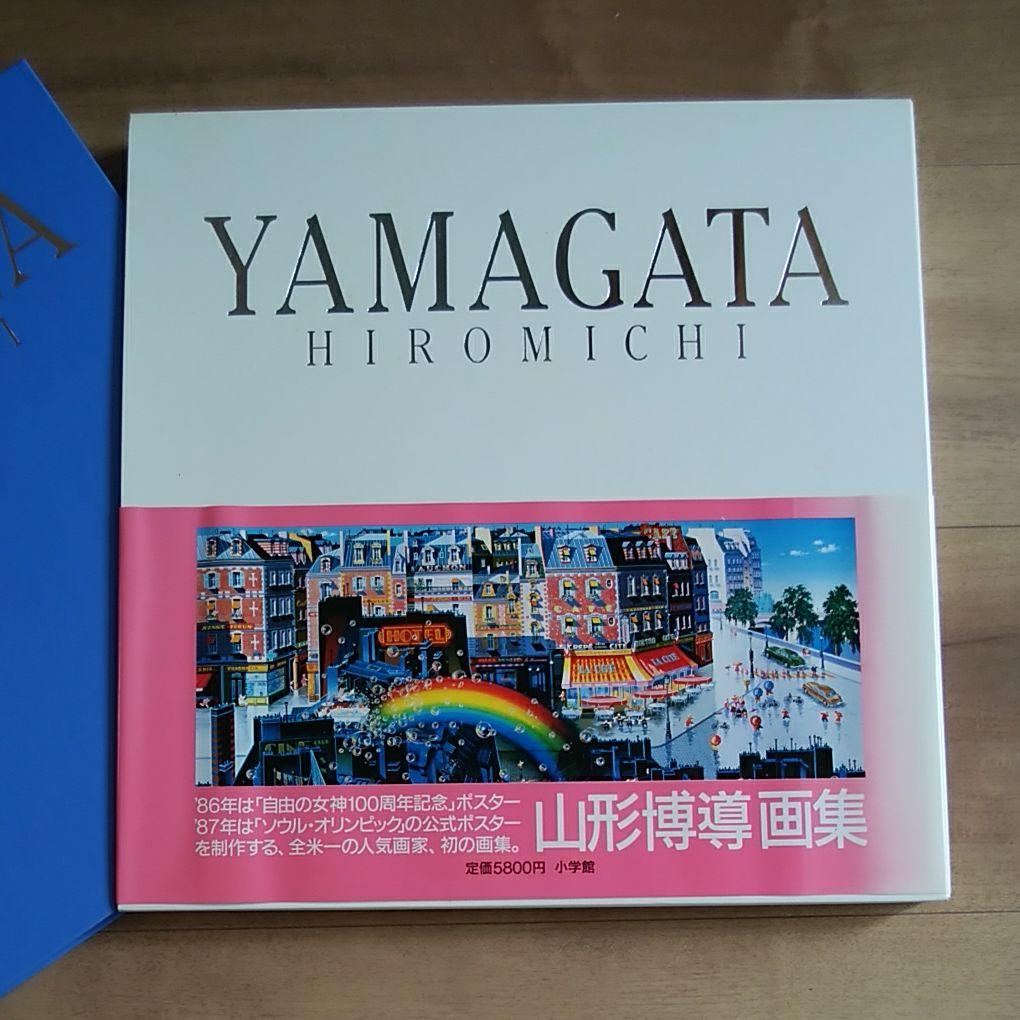 YAMAGATA
HIROMICHI
A
I
HOTEL
'86年は「自由の女神100周年記念」ポスター
'87年は「ソウル・オリンピック」の公式ポスター
を制作する、全米一の人気画家、初の画集。
山形博導 画集
定価5800円 小学館